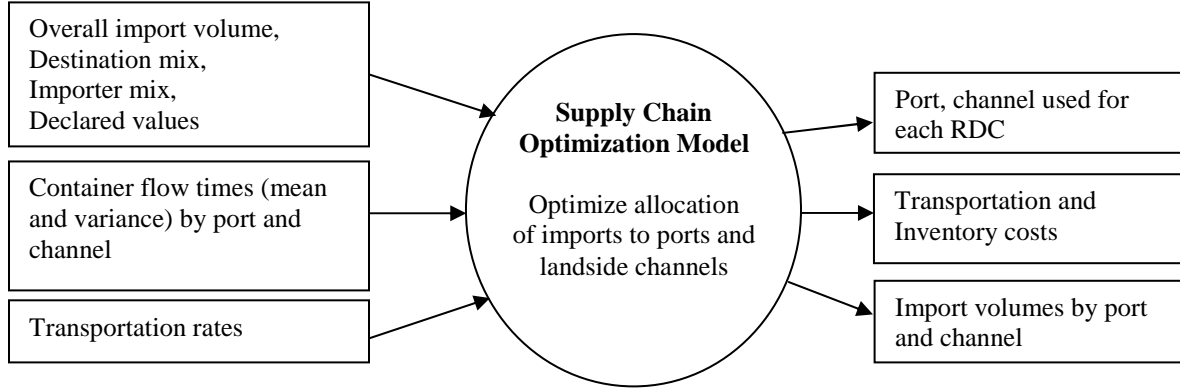 Overall import volume,
Destination mix,
Importer mix,
Declared values
Container flow times (mean
and variance) by port and
channel
Transportation rates
Supply Chain
Optimization Model
Optimize allocation
of imports to ports and
landside channels
Port, channel used for
each RDC
Transportation and
Inventory costs
Import volumes by port
and channel